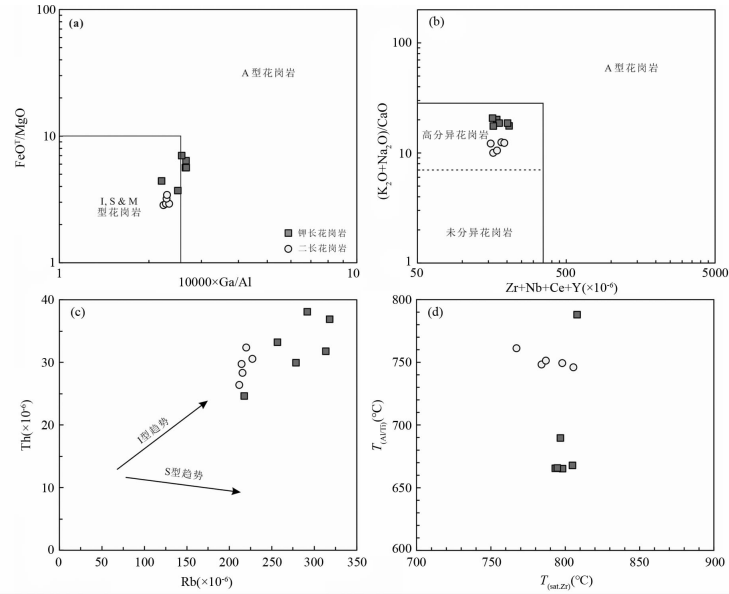 (a)
100
10
1
1
10
FeOᵀ/MgO
10000×Ga/Al
A 型花岗岩
I, S & M
型花岗岩
钾长花岗岩
二长花岗岩
(b)
100
10
1
50
500
5000
(K₂O+Na₂O)/CaO
Zr+Nb+Ce+Y(×10⁻⁶)
A 型花岗岩
高分异花岗岩
未分异花岗岩
(c)
40
30
20
10
0
0
50
100
150
200
250
300
350
Th(×10⁻⁶)
Rb(×10⁻⁶)
I型趋势
S型趋势
(d)
800
750
700
650
600
700
750
800
850
900
T(Al/Ti)(℃)
T(sat.Zr)(℃)